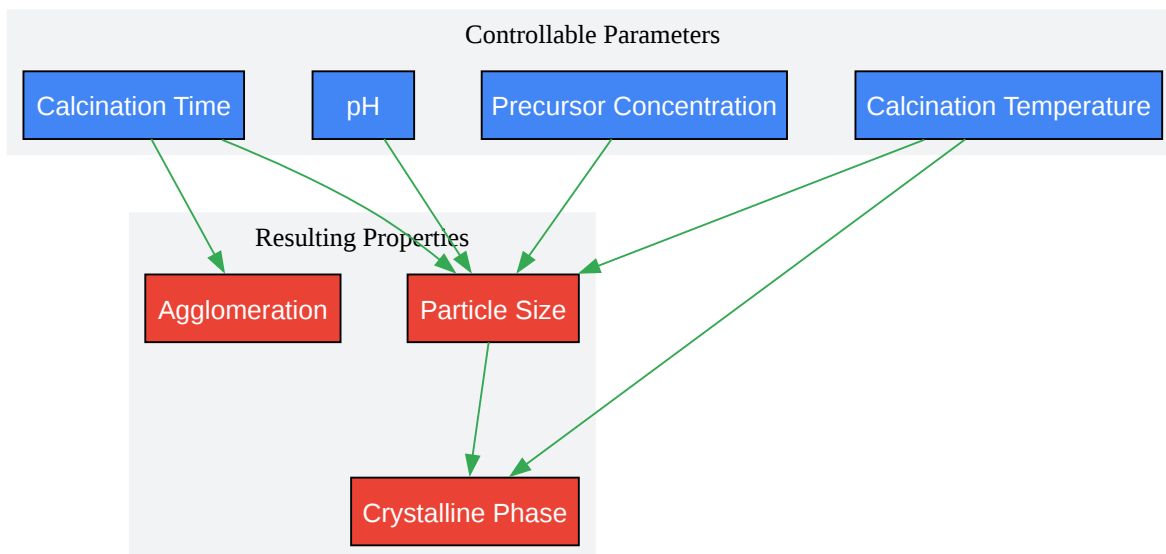 Controllable Parameters
Calcination Time
pH
Precursor Concentration
Calcination Temperature
Resulting Properties
Agglomeration
Particle Size
Crystalline Phase